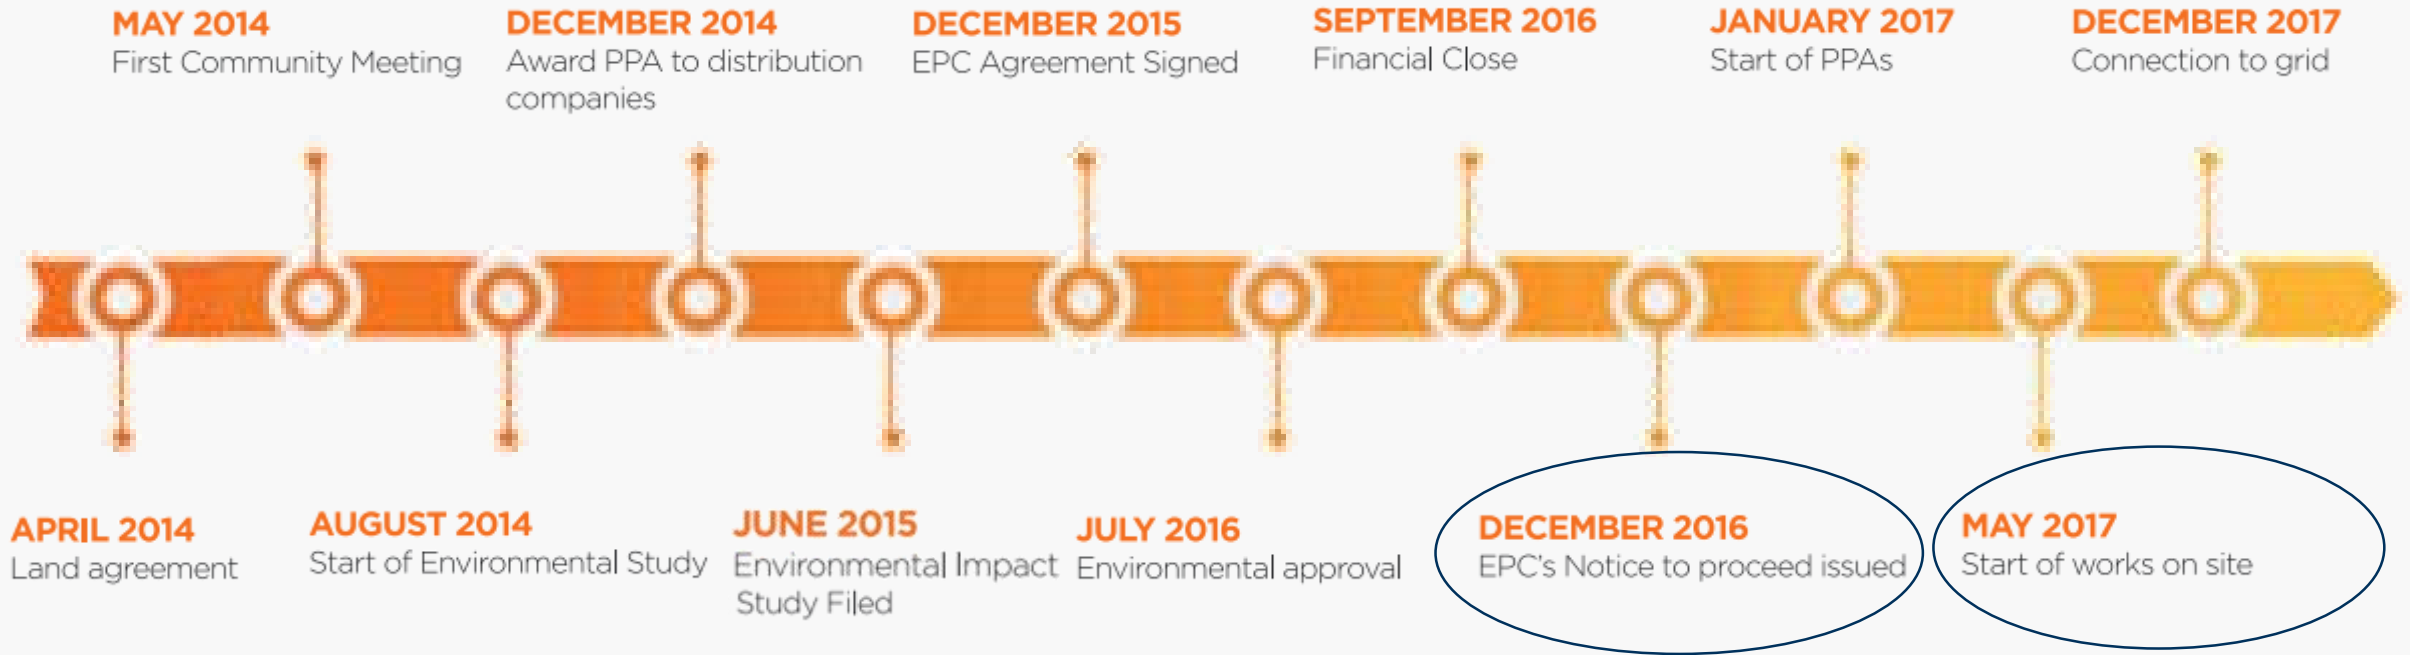 MAY 2014
First Community Meeting
DECEMBER 2014
Award PPA to distribution
companies
DECEMBER 2015
EPC Agreement Signed
SEPTEMBER 2016
Financial Close
JANUARY 2017
Start of PPAs
DECEMBER 2017
Connection to grid
APRIL 2014
Land agreement
AUGUST 2014
Start of Environmental Study
JUNE 2015
Environmental Impact
Study Filed
JULY 2016
Environmental approval
DECEMBER 2016
EPC's Notice to proceed issued
MAY 2017
Start of works on site